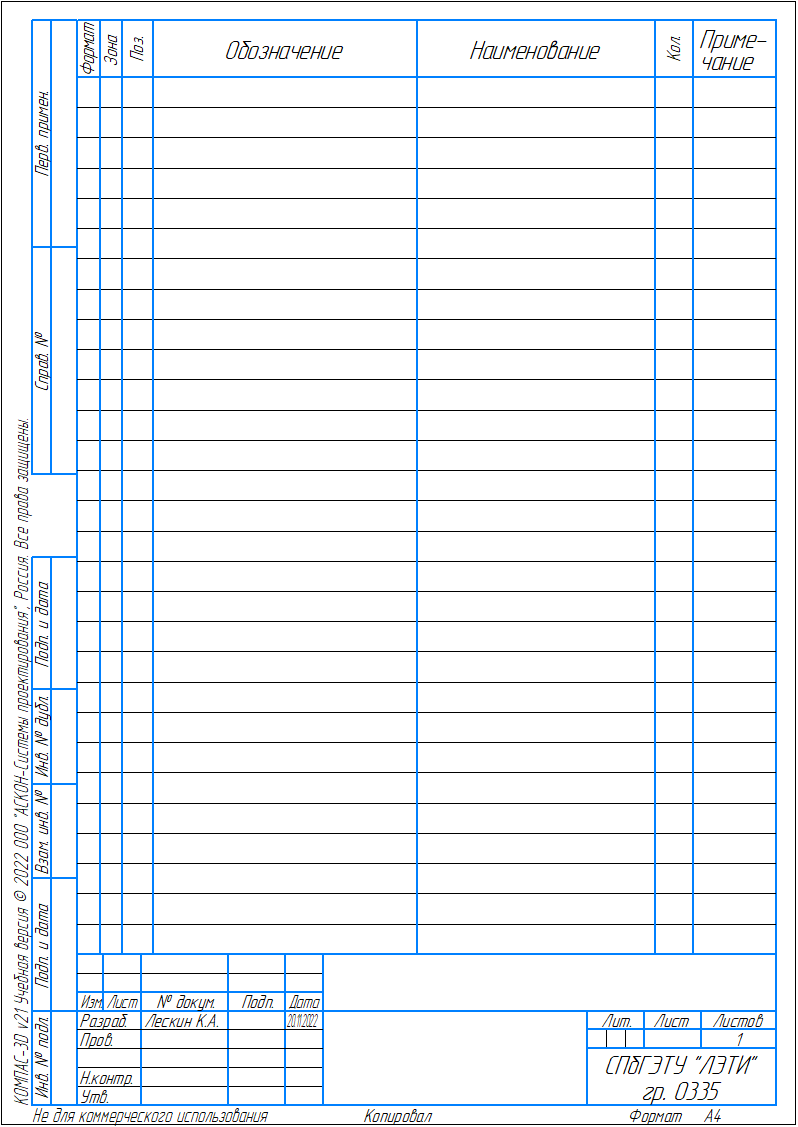 Формат
Зона
Поз.
Обозначение
Наименование
Кол.
Приме-
чание
Перв. примен.
Справ. №
Подп. и дата
Инв. № дубл.
Взам. инв. №
Подп. и дата
Инв. № подл.
КОМПАС-3D v21 Учебная версия © 2022 ООО "АСКОН-Системы проектирования", Россия. Все права защищены.
Изм. Лист № докум. Подп. Дата
Разраб. Лескин К.А. 20.11.2022
Пров.
Н.контр.
Утв.
Лит. Лист Листов
1
СПбГЭТУ "ЛЭТИ"
гр. 0335
Не для коммерческого использования Копировал Формат А4